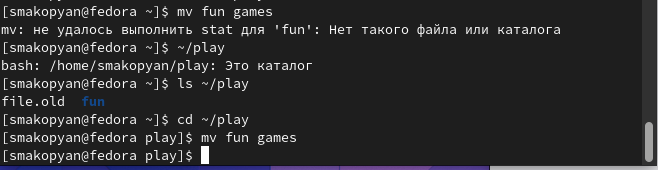 [smakopyan@fedora ~]$ mv fun games
mv: не удалось выполнить stat для 'fun': Нет такого файла или каталога
[smakopyan@fedora ~]$ ~/play
bash: /home/smakopyan/play: Это каталог
[smakopyan@fedora ~]$ ls ~/play
file.old  fun
[smakopyan@fedora ~]$ cd ~/play
[smakopyan@fedora play]$ mv fun games
[smakopyan@fedora play]$